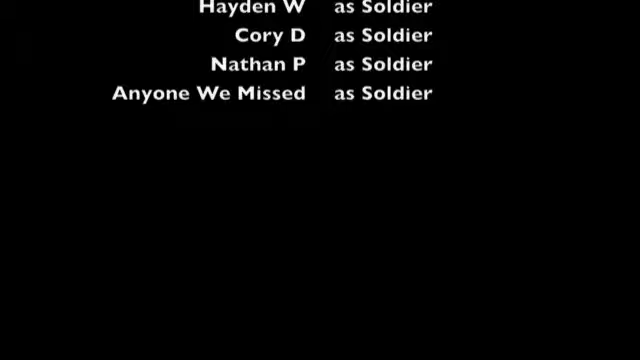 Hayden W as Soldier
Cory D as Soldier
Nathan P as Soldier
Anyone We Missed as Soldier